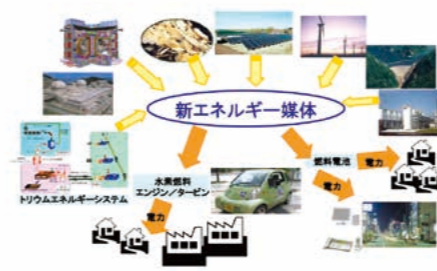 新エネルギー媒体
燃料電池
電力
水素燃料
エンジン／タービン
電力
電力
トリウムエネルギーシステム